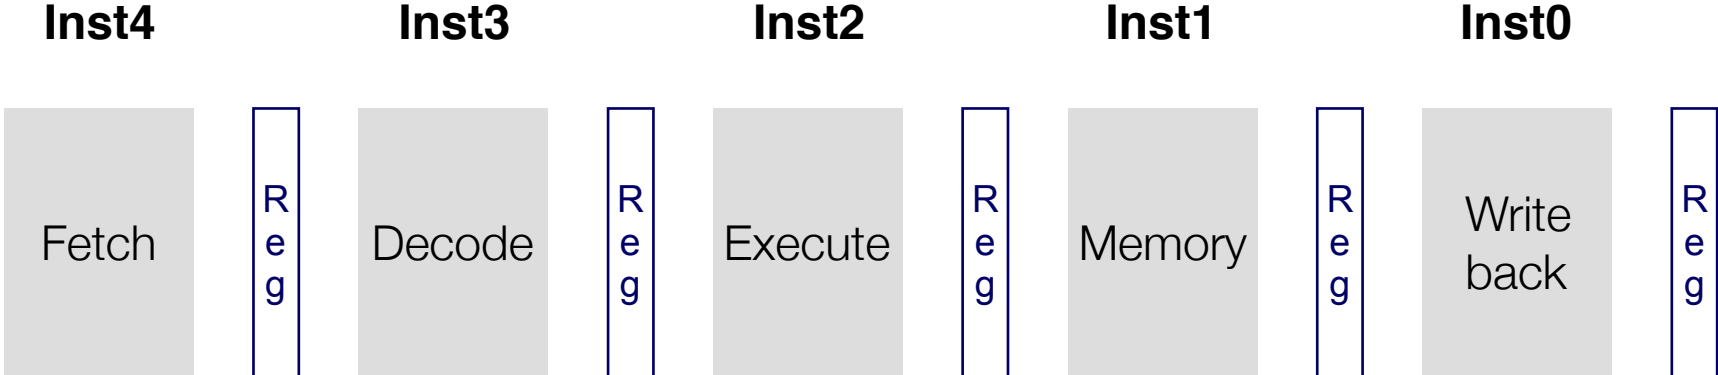 Inst4 Inst3 Inst2 Inst1 Inst0
Fetch
R
e
g
Decode
R
e
g
Execute
R
e
g
Memory
R
e
g
Write
back
R
e
g